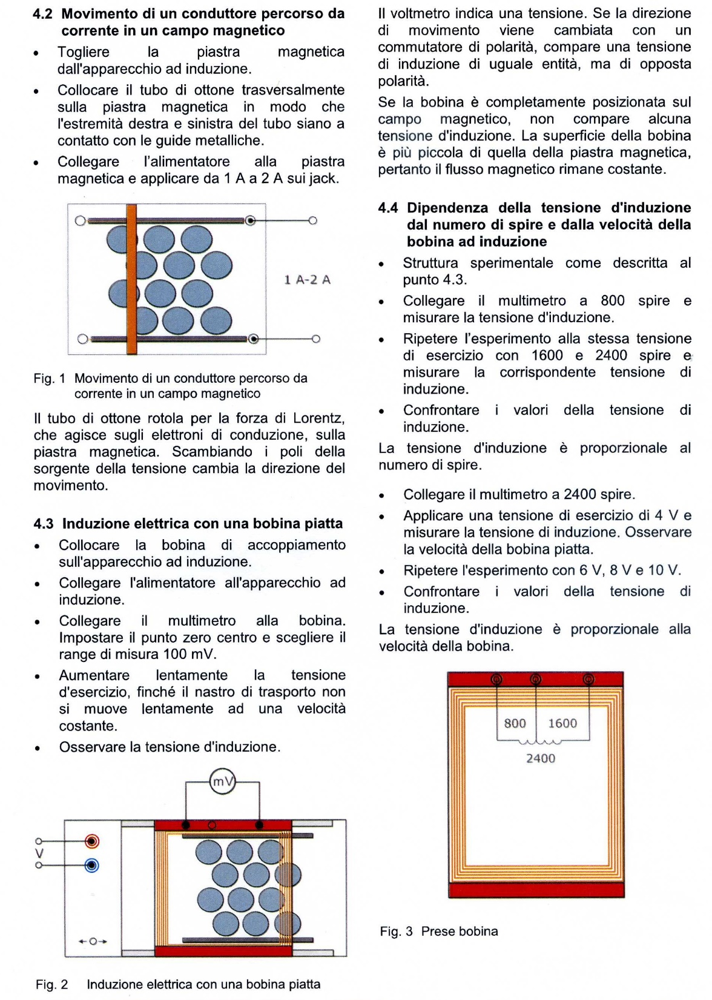 4.2 Movimento di un conduttore percorso da
corrente in un campo magnetico
• Togliere la piastra magnetica
dall'apparecchio ad induzione.
• Collocare il tubo di ottone trasversalmente
sulla piastra magnetica in modo che
l'estremità destra e sinistra del tubo siano a
contatto con le guide metalliche.
• Collegare l'alimentatore alla piastra
magnetica e applicare da 1 A a 2 A sui jack.
1 A-2 A
Fig. 1 Movimento di un conduttore percorso da
corrente in un campo magnetico
Il tubo di ottone rotola per la forza di Lorentz,
che agisce sugli elettroni di conduzione, sulla
piastra magnetica. Scambiando i poli della
sorgente della tensione cambia la direzione del
movimento.
4.3 Induzione elettrica con una bobina piatta
• Collocare la bobina di accoppiamento
sull'apparecchio ad induzione.
• Collegare l'alimentatore all'apparecchio ad
induzione.
• Collegare il multimetro alla bobina.
Impostare il punto zero centro e scegliere il
range di misura 100 mV.
• Aumentare lentamente la tensione
d'esercizio, finché il nastro di trasporto non
si muove lentamente ad una velocità
costante.
• Osservare la tensione d'induzione.
mV
V
Fig. 2 Induzione elettrica con una bobina piatta
Il voltmetro indica una tensione. Se la direzione
di movimento viene cambiata con un
commutatore di polarità, compare una tensione
di induzione di uguale entità, ma di opposta
polarità.
Se la bobina è completamente posizionata sul
campo magnetico, non compare alcuna
tensione d'induzione. La superficie della bobina
è più piccola di quella della piastra magnetica,
pertanto il flusso magnetico rimane costante.
4.4 Dipendenza della tensione d'induzione
dal numero di spire e dalla velocità della
bobina ad induzione
• Struttura sperimentale come descritta al
punto 4.3.
• Collegare il multimetro a 800 spire e
misurare la tensione d'induzione.
• Ripetere l'esperimento alla stessa tensione
di esercizio con 1600 e 2400 spire e
misurare la corrispondente tensione di
induzione.
• Confrontare i valori della tensione di
induzione.
La tensione d'induzione è proporzionale al
numero di spire.
• Collegare il multimetro a 2400 spire.
• Applicare una tensione di esercizio di 4 V e
misurare la tensione di induzione. Osservare
la velocità della bobina piatta.
• Ripetere l'esperimento con 6 V, 8 V e 10 V.
• Confrontare i valori della tensione di
induzione.
La tensione d'induzione è proporzionale alla
velocità della bobina.
800 1600
2400
Fig. 3 Prese bobina